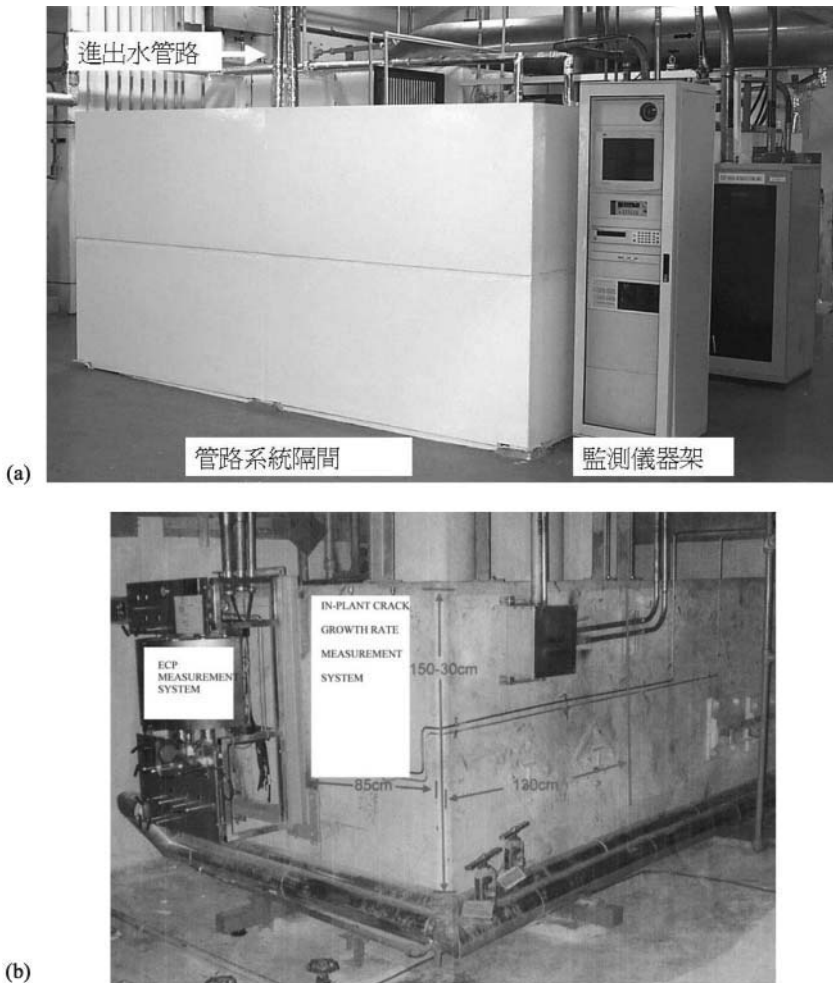 進出水管路
管路系統隔間
監測儀器架
(a)
IN-PLANT CRACK
GROWTH RATE
MEASUREMENT
SYSTEM
150-30cm
ECP
MEASUREMENT
SYSTEM
85cm
130cm
(b)